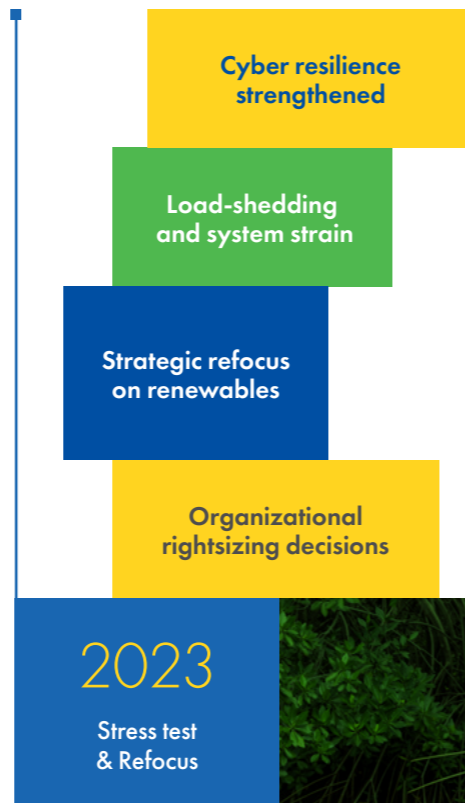 Cyber resilience
strengthened
Load-shedding
and system strain
Strategic refocus
on renewables
Organizational
rightsizing decisions
2023
Stress test
& Refocus